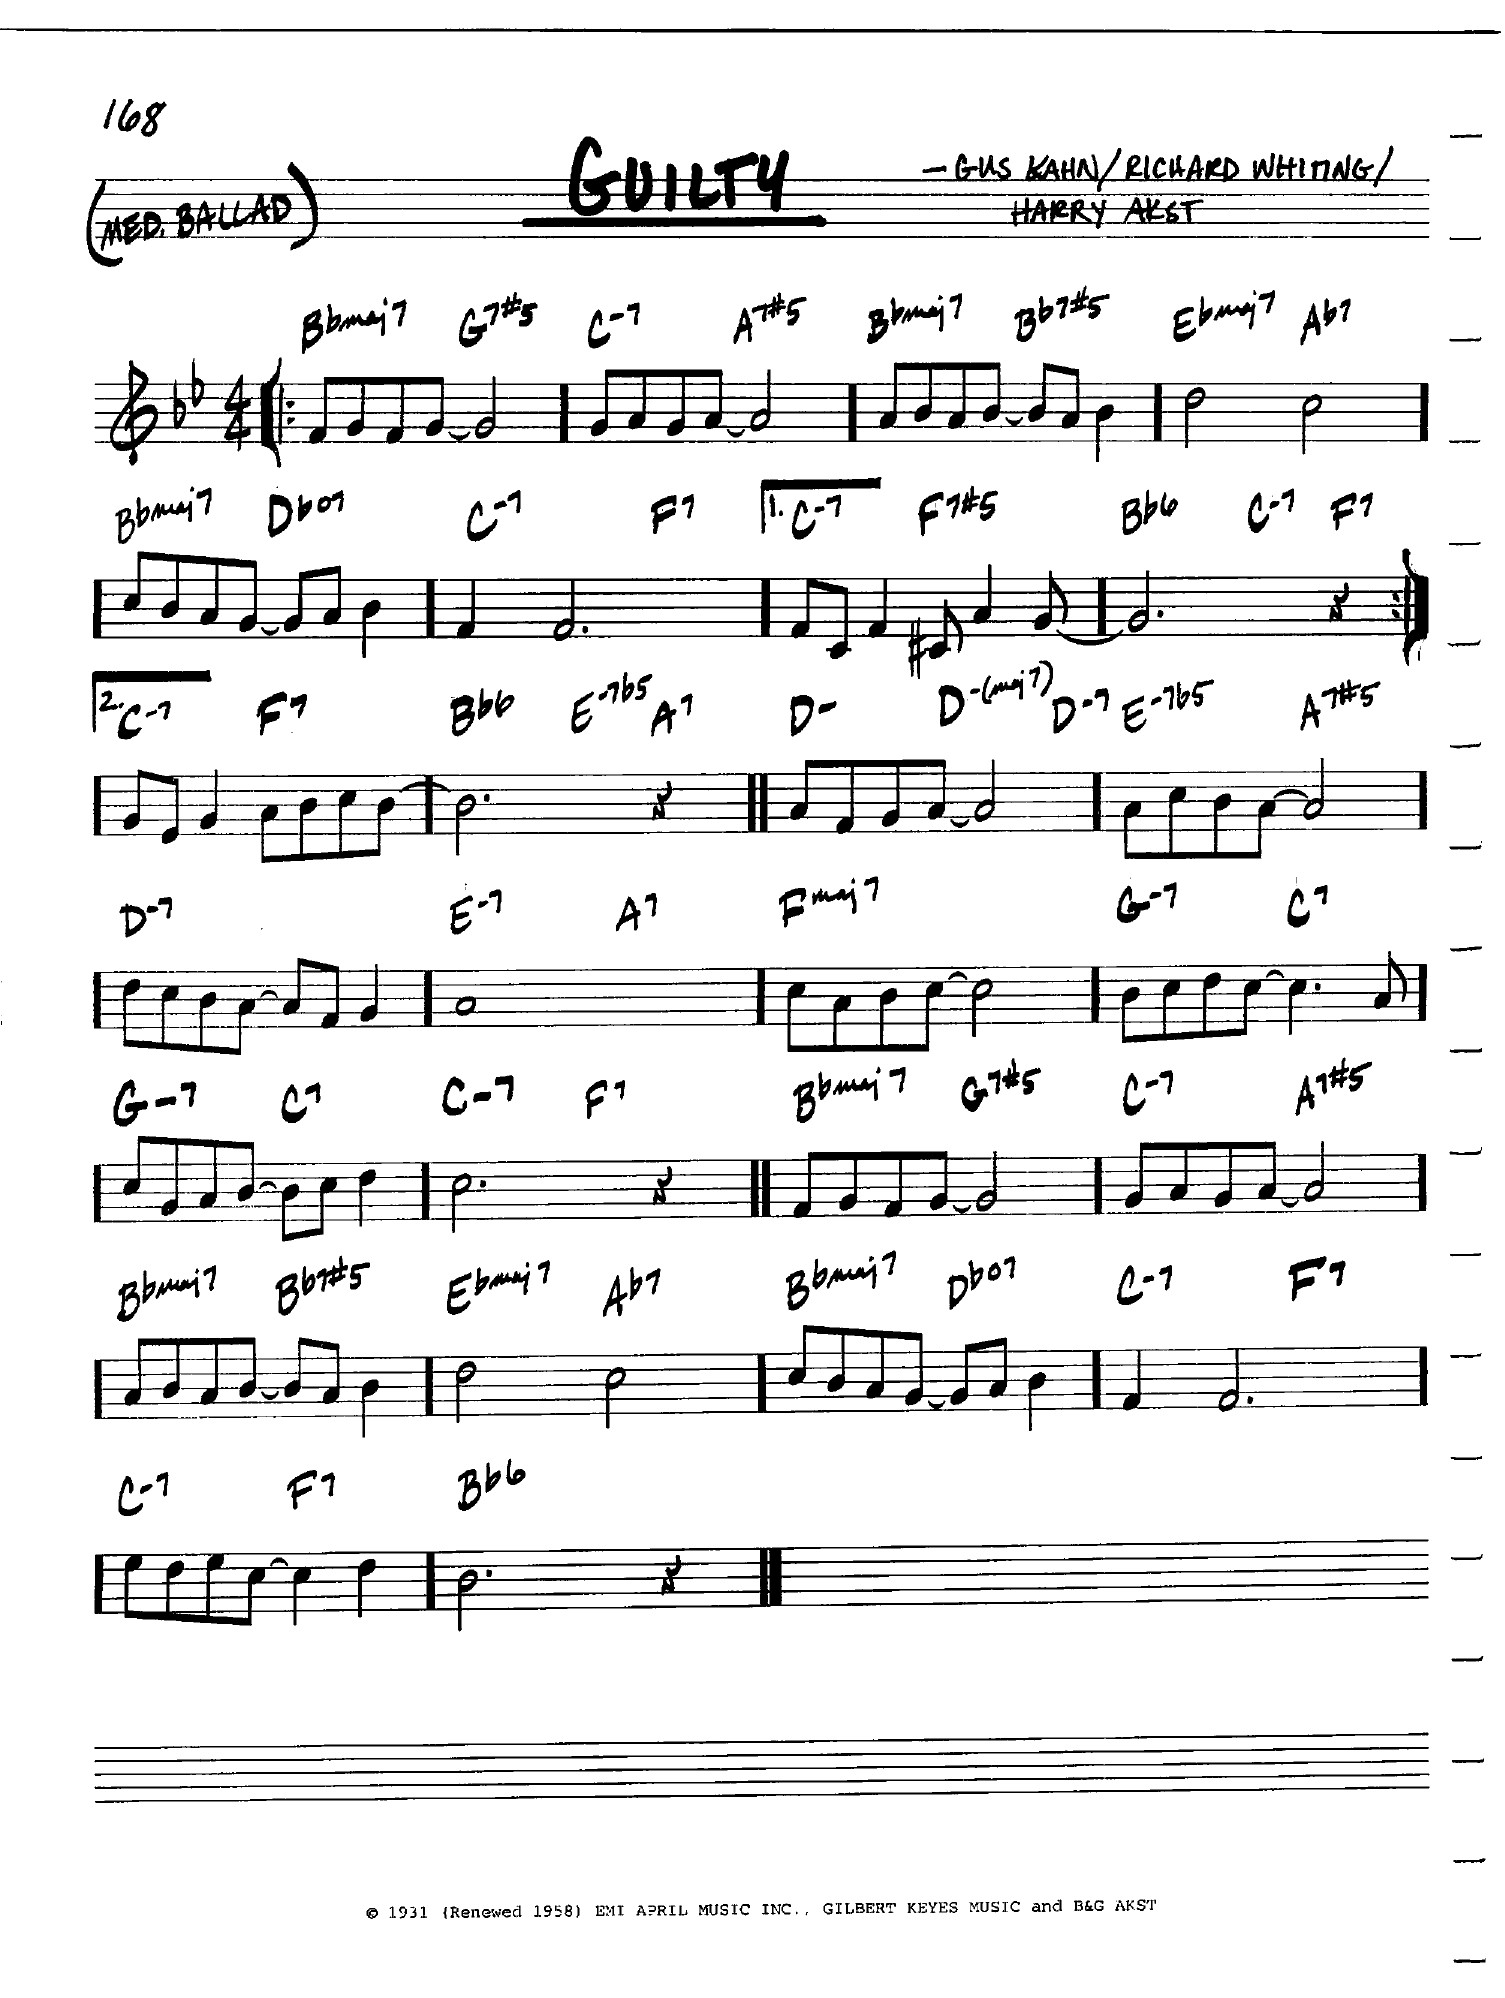 168
(MED. BALLAD)
GUILTY
— GUS KAHN/RICHARD WHITING/
HARRY AKST
Bbmaj7 G7#5 C-7 A7#5 Bbmaj7 Bb7#5 Ebmaj7 Ab7
4
4
Bbmaj7 Dbo7 C-7 F7 1. C-7 F7#5 Bb6 C-7 F7
2. C-7 F7 Bb6 E-7b5 A7 D- D-(maj7) D-7 E-7b5 A7#5
D-7 E-7 A7 Fmaj7 G-7 C7
G-7 C7 C-7 F7 Bbmaj7 G7#5 C-7 A7#5
Bbmaj7 Bb7#5 Ebmaj7 Ab7 Bbmaj7 Dbo7 C-7 F7
C-7 F7 Bb6
© 1931 (Renewed 1958) EMI APRIL MUSIC INC., GILBERT KEYES MUSIC and B&G AKST